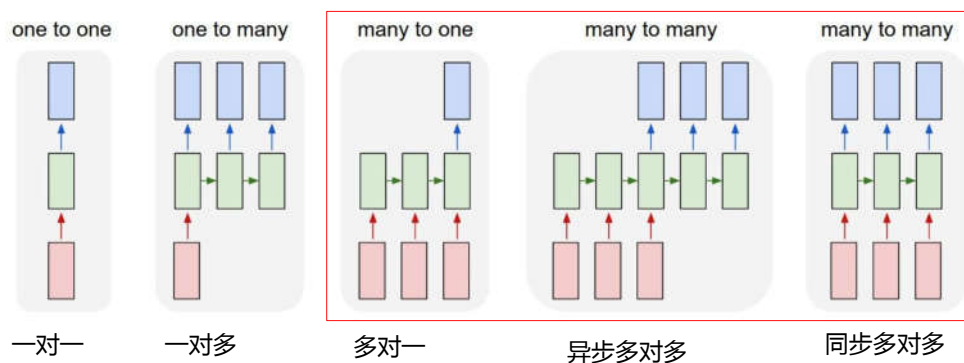 one to one
one to many
many to one
many to many
many to many
一对一
一对多
多对一
异步多对多
同步多对多